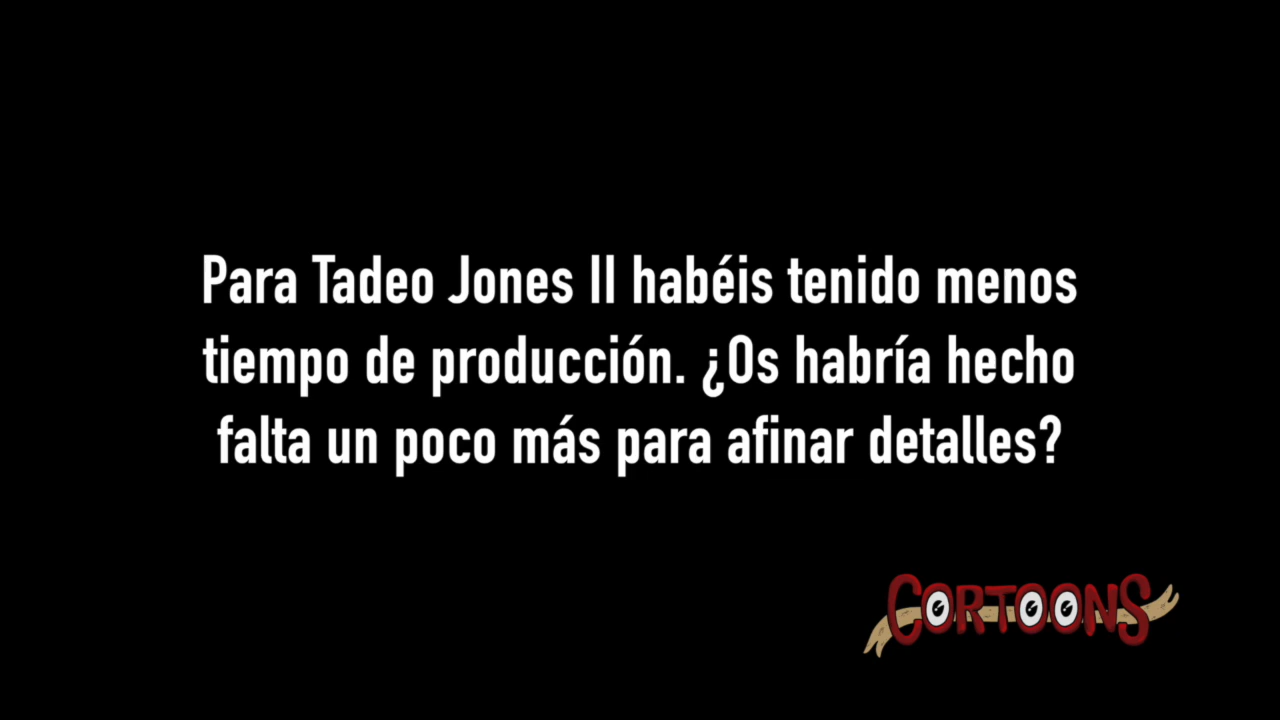 Para Tadeo Jones II habéis tenido menos
tiempo de producción. ¿Os habría hecho
falta un poco más para afinar detalles?
CORTOONS